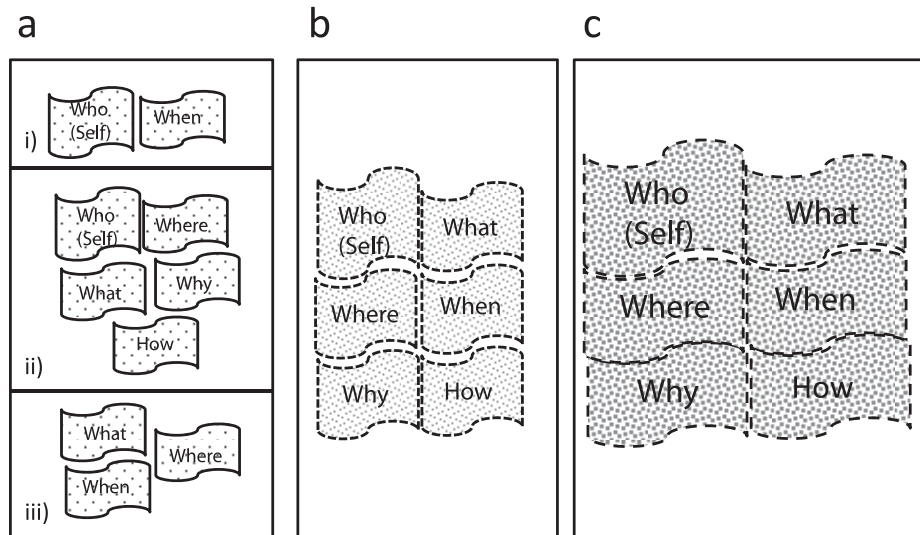 a
b
c
Who
(Self)
When
i)
Who
(Self)
Where
What
Why
How
ii)
What
Where
When
iii)
Who
(Self)
What
Where
When
Why
How
Who
(Self)
What
Where
When
Why
How